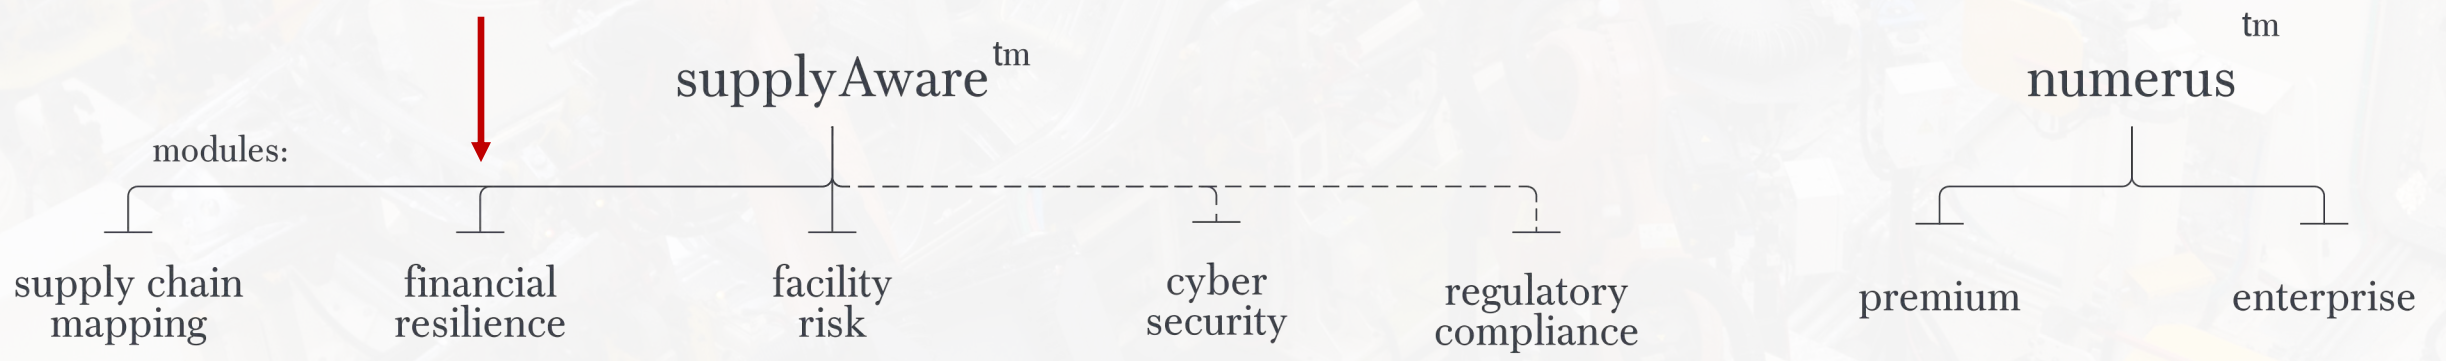 supplyAware tm
numerus tm
modules:
supply chain
mapping
financial
resilience
facility
risk
cyber
security
regulatory
compliance
premium
enterprise